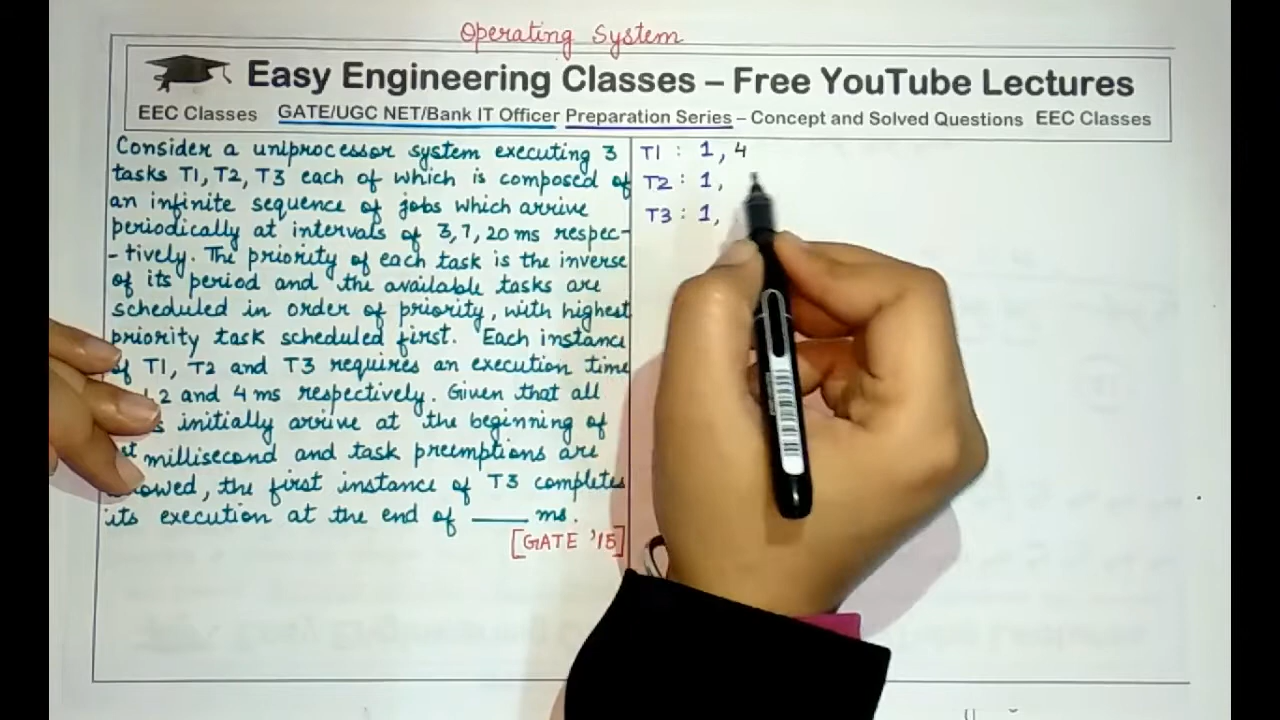 Operating System
Easy Engineering Classes – Free YouTube Lectures
EEC Classes GATE/UGC NET/Bank IT Officer Preparation Series – Concept and Solved Questions EEC Classes
Consider a uniprocessor system executing 3
tasks T1, T2, T3 each of which is composed of
an infinite sequence of jobs which arrive
periodically at intervals of 3,7,20 ms respec-
-tively. The priority of each task is the inverse
of its period and the available tasks are
scheduled in order of priority, with highest
priority task scheduled first. Each instance
of T1, T2 and T3 requires an execution time
2 and 4 ms respectively. Given that all
initially arrive at the beginning of
st millisecond and task preemptions are
owed, the first instance of T3 completes
its execution at the end of ____ ms.
[GATE '15]
T1 : 1, 4
T2 : 1,
T3 : 1,